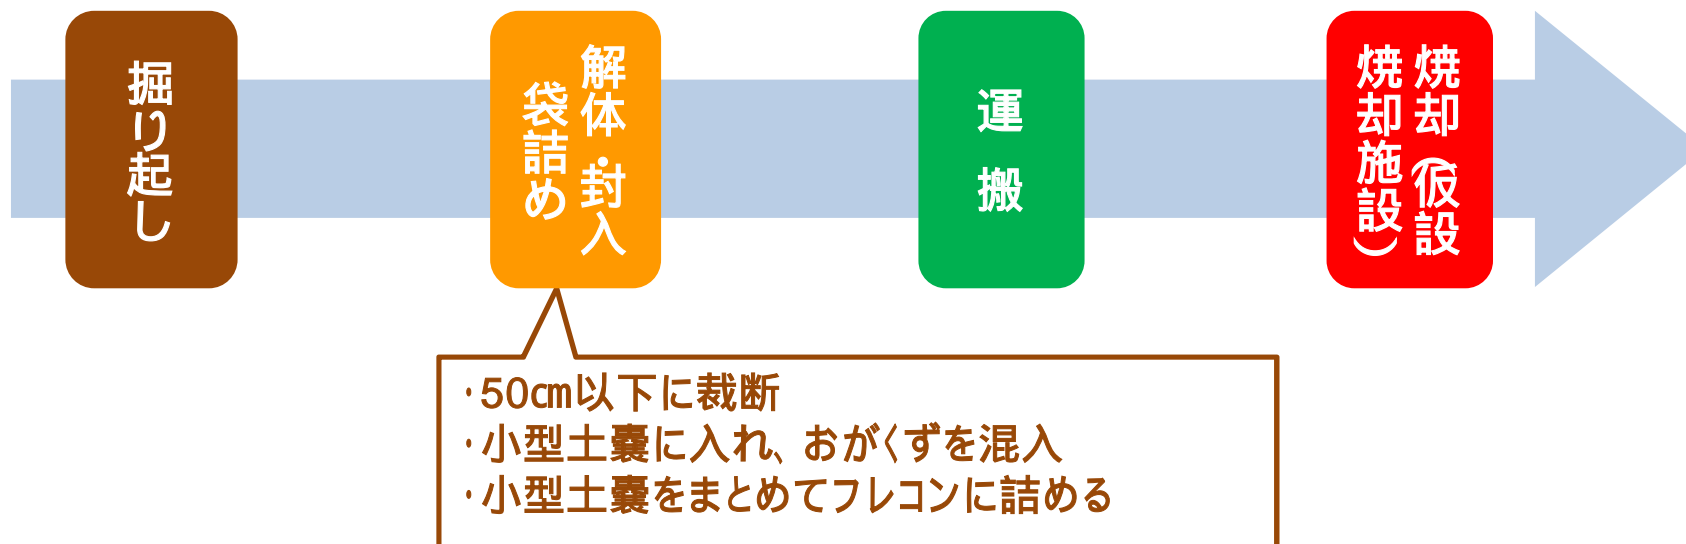 掘り起し
解体・封入
袋詰め
運搬
焼却（仮設
焼却施設）
・50㎝以下に裁断
・小型土嚢に入れ、おがくずを混入
・小型土嚢をまとめてフレコンに詰める